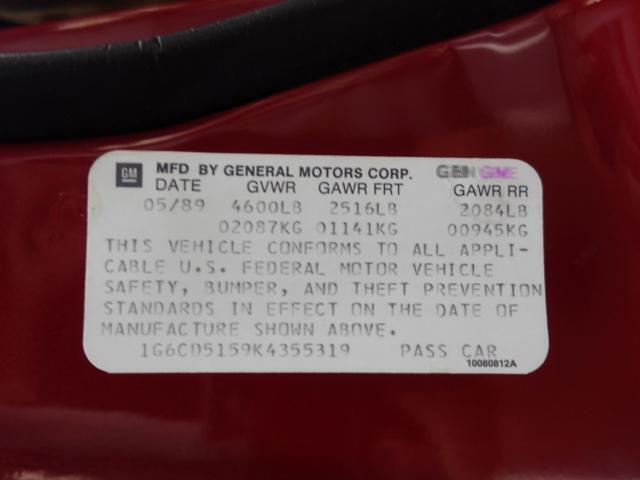 GM MFD BY GENERAL MOTORS CORP. GEN GME
DATE GVWR GAWR FRT GAWR RR
05/89 4600LB 2516LB 2084LB
02087KG 01141KG 00945KG
THIS VEHICLE CONFORMS TO ALL APPLI-
CABLE U.S. FEDERAL MOTOR VEHICLE
SAFETY, BUMPER, AND THEFT PREVENTION
STANDARDS IN EFFECT ON THE DATE OF
MANUFACTURE SHOWN ABOVE.
1G6CD5159K4355319 PASS CAR
10080812A